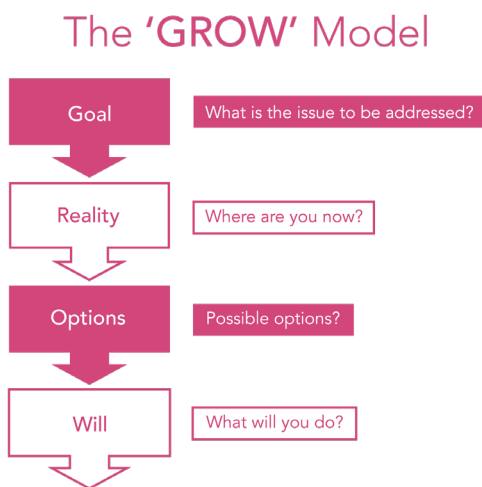 The ‘GROW’ Model
Goal
What is the issue to be addressed?
Reality
Where are you now?
Options
Possible options?
Will
What will you do?